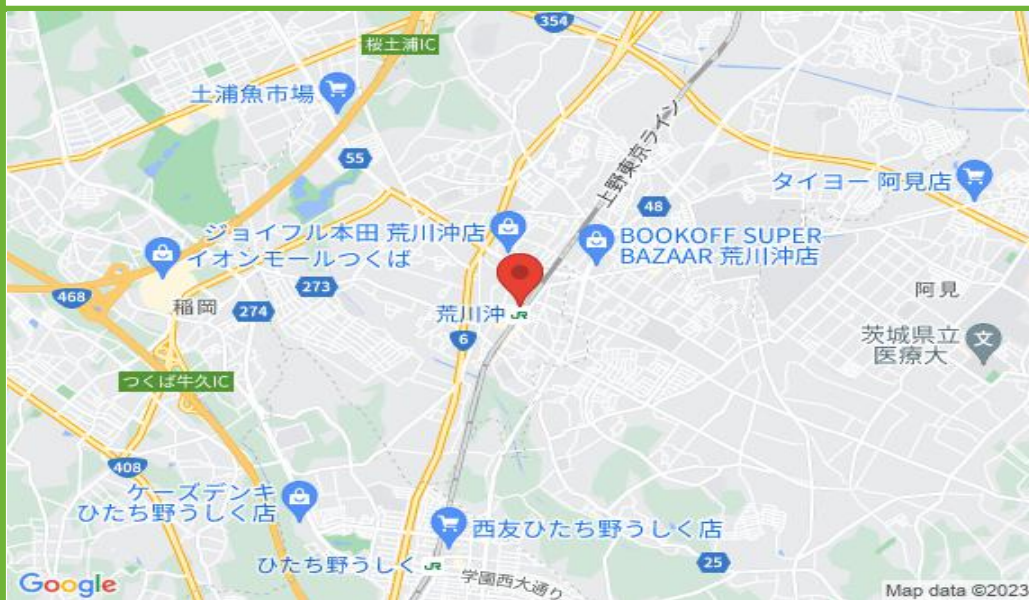 354
桜土浦IC
土浦魚市場
55
上野東京ライン
タイヨー 阿見店
48
ジョイフル本田 荒川沖店
BOOKOFF SUPER
BAZAAR 荒川沖店
イオンモールつくば
273
468
稲岡
274
荒川沖
JR
阿見
6
茨城県立
医療大
文
つくば牛久IC
408
ケーズデンキ
ひたち野うしく店
西友ひたち野うしく店
ひたち野うしく
JR
25
学園西大通り
Google
Map data ©2023